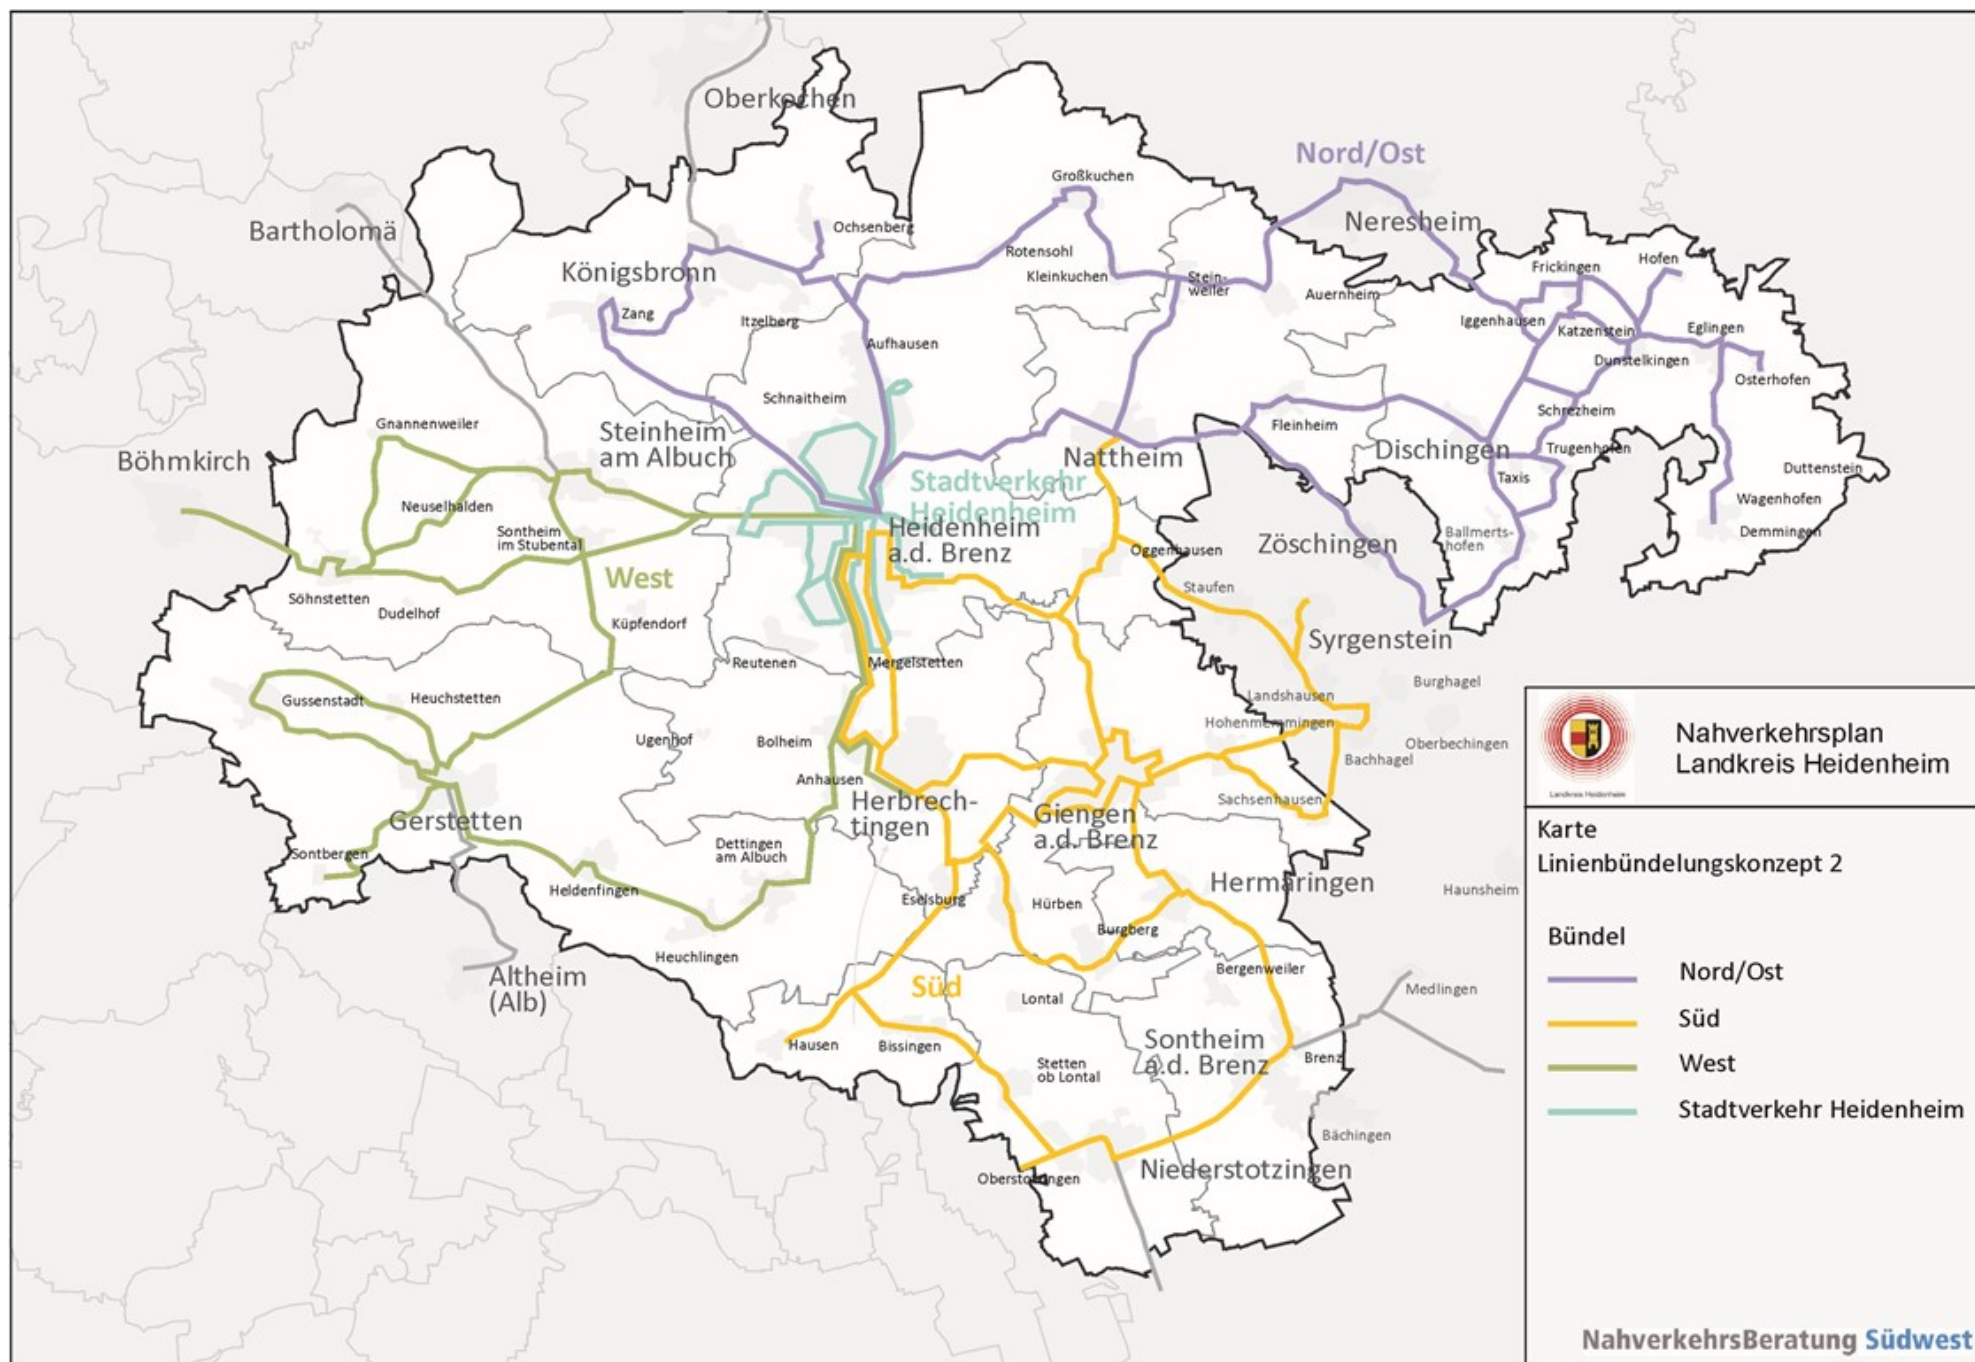 Oberkochen
Nord/Ost
Großkuchen
Neresheim
Bartholomä
Ochsenberg
Königsbronn
Rotensohl
Kleinkuchen
Stein-
weiler
Auernheim
Frickingen
Hofen
Zang
Itzelberg
Aufhausen
Iggenhausen
Katzenstein
Eglingen
Dunstelkingen
Osterhofen
Schnaitheim
Schrezheim
Gnannenweiler
Steinheim
am Albuch
Fleinheim
Dischingen
Trugenhofen
Böhmkirch
Nattheim
Taxis
Duttenstein
Stadtverkehr
Heidenheim
Wagenhofen
Neuselhalden
Sontheim
im Stubental
Heidenheim
a.d. Brenz
Oggenhausen
Zöschingen
Ballmerts-
hofen
Demmingen
West
Staufen
Söhnstetten
Dudelhof
Küpfendorf
Syrgenstein
Reutenen
Mergelstetten
Burghagel
Gussenstadt
Heuchstetten
Landshausen
Hohenmemmingen
Ugenhof
Bolheim
Oberbechingen
Bachhagel
Anhausen
Herbrech-
tingen
Giengen
a.d. Brenz
Sachsenhausen
Gerstetten
Dettingen
am Albuch
Sontbergen
Heldenfingen
Eselsburg
Hürben
Hermaringen
Haunsheim
Burgberg
Heuchlingen
Bergenweiler
Altheim
(Alb)
Süd
Lontal
Medlingen
Hausen
Bissingen
Stetten
ob Lontal
Sontheim
a.d. Brenz
Brenz
Bächingen
Oberstotzingen
Niederstotzingen
Landkreis Heidenheim
Nahverkehrsplan
Landkreis Heidenheim
Karte
Linienbündelungskonzept 2
Bündel
Nord/Ost
Süd
West
Stadtverkehr Heidenheim
NahverkehrsBeratung Südwest